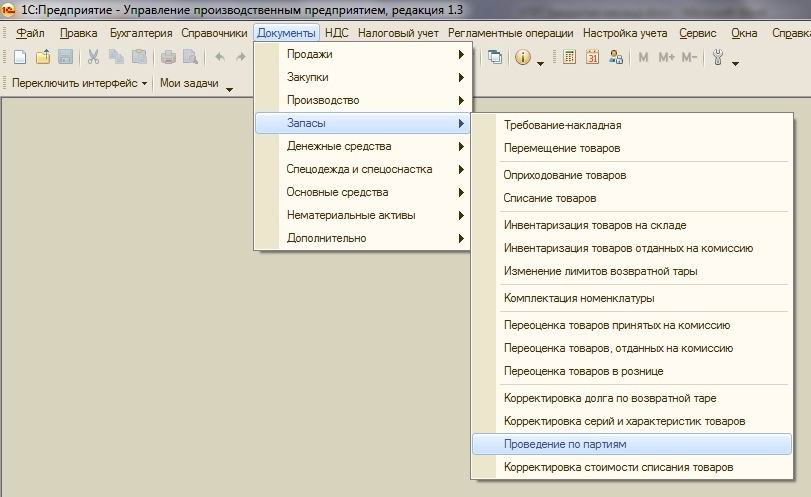 1С:Предприятие - Управление производственным предприятием, редакция 1.3
Файл Правка Бухгалтерия Справочники Документы НДС Налоговый учет Регламентные операции Настройка учета Сервис Окна
31 M M+ M-
Переключить интерфейс Мои задачи
Продажи
Закупки
Производство
Запасы
Денежные средства
Спецодежда и спецоснастка
Основные средства
Нематериальные активы
Дополнительно
Требование-накладная
Перемещение товаров
Оприходование товаров
Списание товаров
Инвентаризация товаров на складе
Инвентаризация товаров отданных на комиссию
Изменение лимитов возвратной тары
Комплектация номенклатуры
Переоценка товаров принятых на комиссию
Переоценка товаров, отданных на комиссию
Переоценка товаров в рознице
Корректировка долга по возвратной таре
Корректировка серий и характеристик товаров
Проведение по партиям
Корректировка стоимости списания товаров